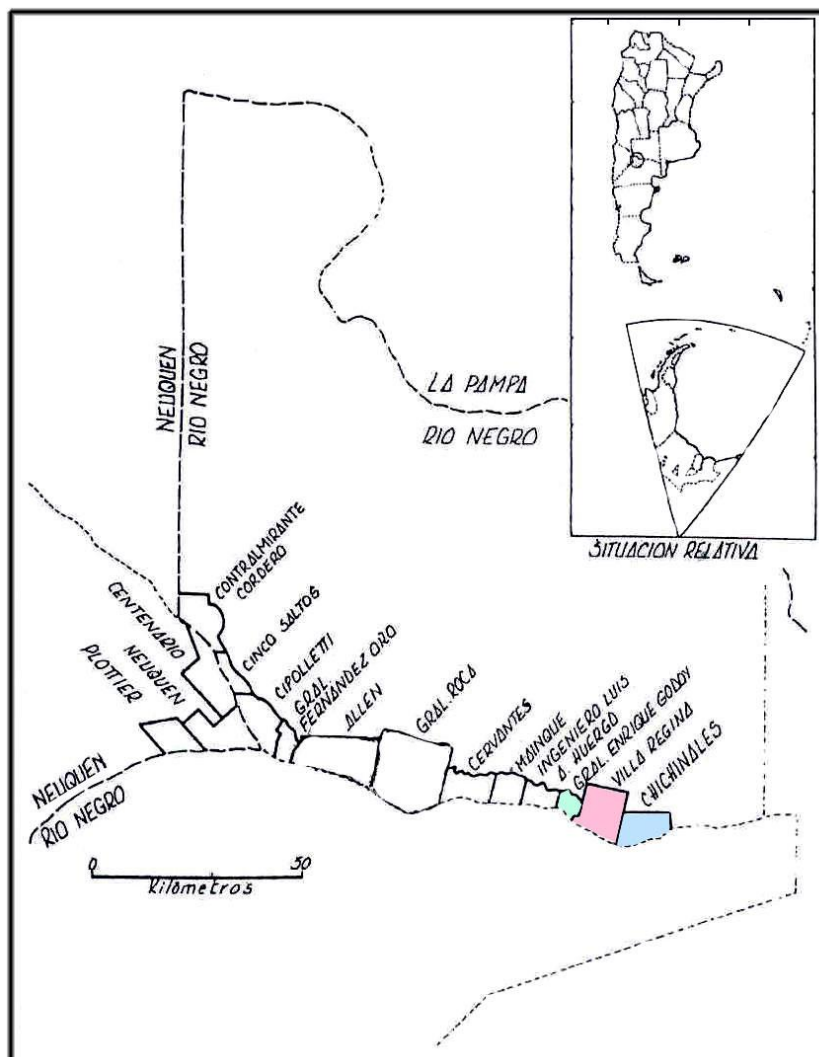 NEUQUEN
RIO NEGRO
LA PAMPA
RIO NEGRO
SITUACION RELATIVA
CONTRALMIRANTE
CORDERO
CENTENARIO
CINCO SALTOS
NEUQUEN
PLOTTIER
CIPOLLETTI
GRAL.
FERNANDEZ ORO
ALLEN
GRAL. ROCA
CERVANTES
MAINQUE
INGENIERO LUIS
A. HUERGO
GRAL. ENRIQUE GODOY
VILLA REGINA
CHICHINALES
NEUQUEN
RIO NEGRO
0 50
Kilómetros